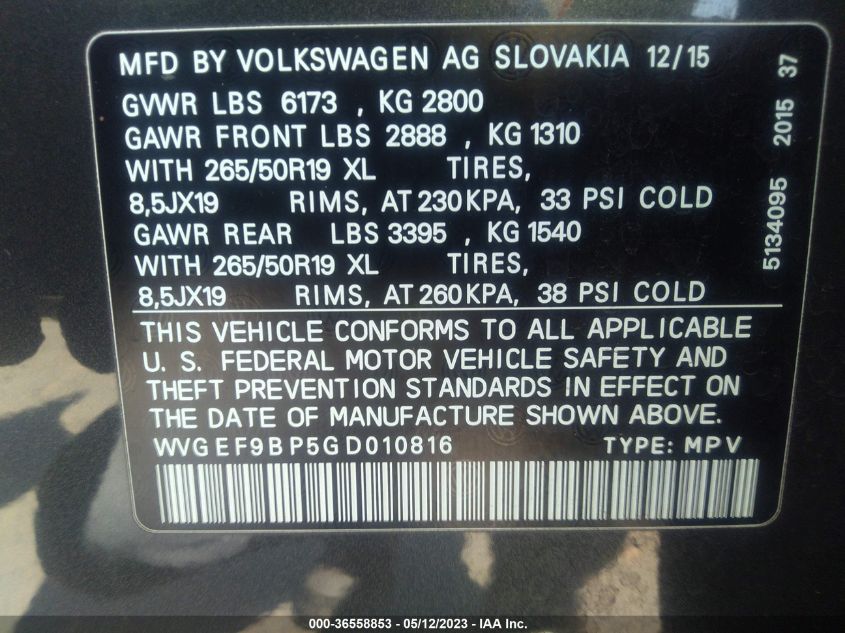 MFD BY VOLKSWAGEN AG SLOVAKIA 12/15
GVWR LBS 6173 , KG 2800
GAWR FRONT LBS 2888 , KG 1310
WITH 265/50R19 XL TIRES,
8,5JX19 RIMS, AT 230 KPA, 33 PSI COLD
GAWR REAR LBS 3395 , KG 1540
WITH 265/50R19 XL TIRES,
8,5JX19 RIMS, AT 260 KPA, 38 PSI COLD
THIS VEHICLE CONFORMS TO ALL APPLICABLE
U. S. FEDERAL MOTOR VEHICLE SAFETY AND
THEFT PREVENTION STANDARDS IN EFFECT ON
THE DATE OF MANUFACTURE SHOWN ABOVE.
WVGEF9BP5GD010816 TYPE: MPV
5134095 2015 37
000-36558853 - 05/12/2023 - IAA Inc.